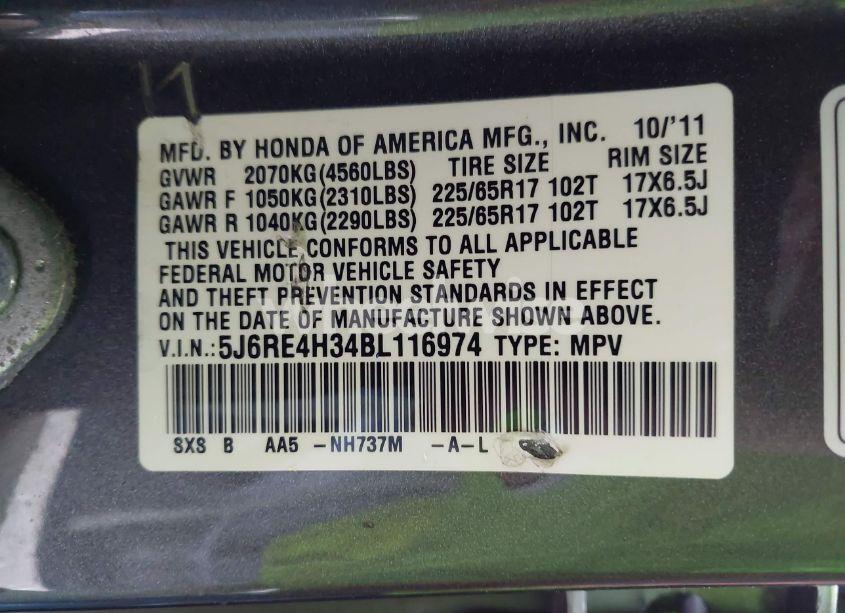 MFD. BY HONDA OF AMERICA MFG., INC. 10/'11
GVWR 2070KG(4560LBS) TIRE SIZE RIM SIZE
GAWR F 1050KG(2310LBS) 225/65R17 102T 17X6.5J
GAWR R 1040KG(2290LBS) 225/65R17 102T 17X6.5J
THIS VEHICLE CONFORMS TO ALL APPLICABLE
FEDERAL MOTOR VEHICLE SAFETY
AND THEFT PREVENTION STANDARDS IN EFFECT
ON THE DATE OF MANUFACTURE SHOWN ABOVE.
V.I.N.:5J6RE4H34BL116974 TYPE: MPV
SXS B AA5 -NH737M -A-L